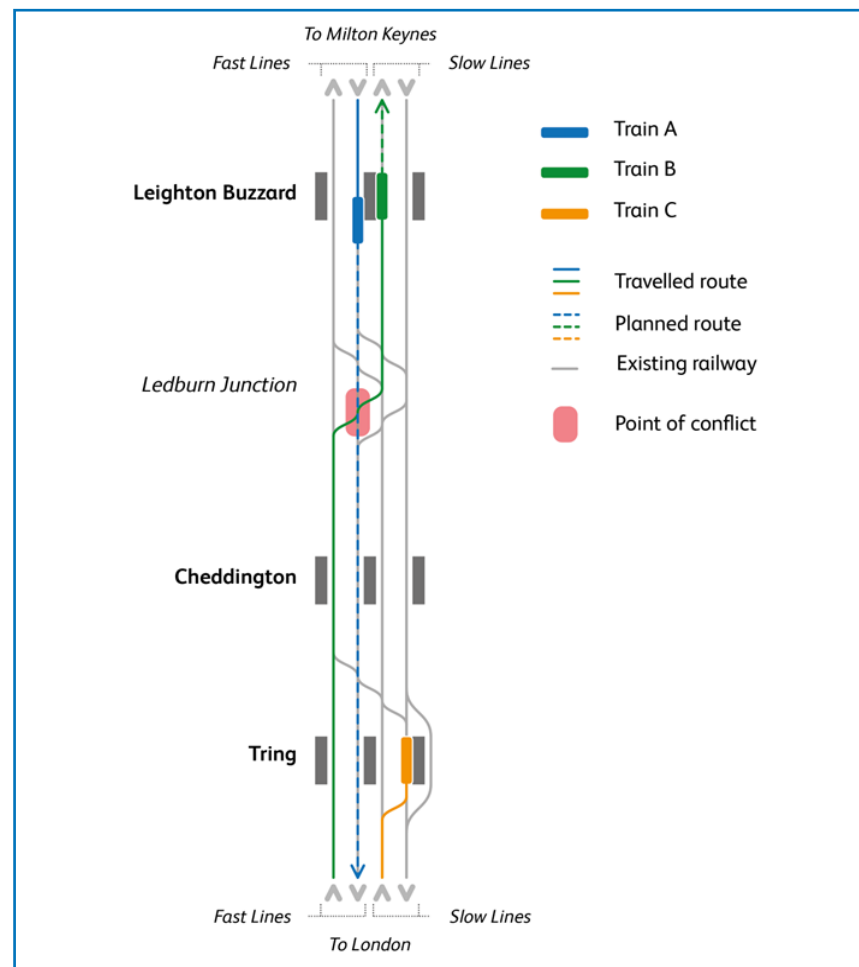 To Milton Keynes
Fast Lines
Slow Lines
Train A
Leighton Buzzard
Train B
Train C
Travelled route
Planned route
Existing railway
Ledburn Junction
Point of conflict
Cheddington
Tring
Fast Lines
Slow Lines
To London